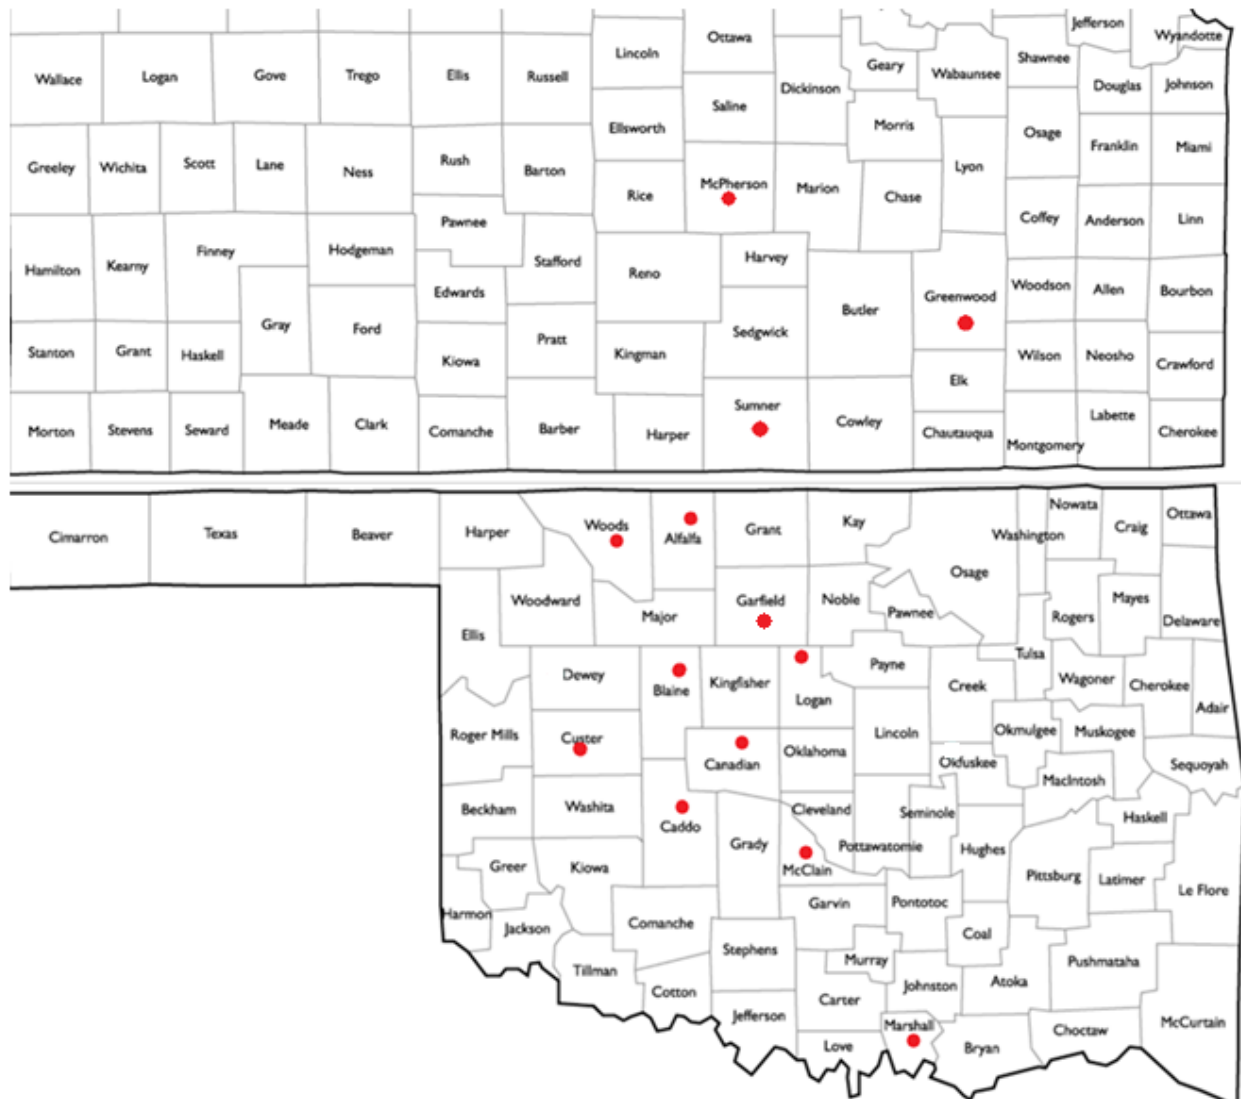 Jefferson
Wyandotte
Ottawa
Lincoln
Shawnee
Geary
Wabaunsee
Wallace
Logan
Gove
Trego
Ellis
Russell
Dickinson
Douglas
Johnson
Saline
Ellsworth
Morris
Osage
Franklin
Miami
Greeley
Wichita
Scott
Lane
Ness
Rush
Barton
Lyon
Rice
McPherson
Marion
Chase
Pawnee
Coffey
Anderson
Linn
Hamilton
Kearny
Finney
Hodgeman
Stafford
Reno
Harvey
Edwards
Greenwood
Woodson
Allen
Bourbon
Butler
Gray
Ford
Pratt
Sedgwick
Stanton
Grant
Haskell
Kiowa
Kingman
Wilson
Neosho
Crawford
Elk
Sumner
Morton
Stevens
Seward
Meade
Clark
Comanche
Barber
Harper
Cowley
Chautauqua
Labette
Montgomery
Cherokee
Cimarron
Texas
Beaver
Harper
Woods
Alfalfa
Grant
Kay
Nowata
Washington
Craig
Ottawa
Osage
Woodward
Major
Garfield
Noble
Pawnee
Rogers
Mayes
Delaware
Ellis
Tulsa
Dewey
Blaine
Kingfisher
Logan
Payne
Creek
Wagoner
Cherokee
Adair
Roger Mills
Custer
Canadian
Oklahoma
Lincoln
Okmulgee
Muskogee
Okfuskee
Sequoyah
MacIntosh
Beckham
Washita
Caddo
Cleveland
Seminole
Haskell
Grady
Pottawatomie
Hughes
Greer
Kiowa
McClain
Pittsburg
Latimer
Le Flore
Harmon
Jackson
Comanche
Garvin
Pontotoc
Coal
Stephens
Murray
Pushmataha
Tillman
Cotton
Carter
Johnston
Atoka
Jefferson
Marshall
Love
Bryan
Choctaw
McCurtain